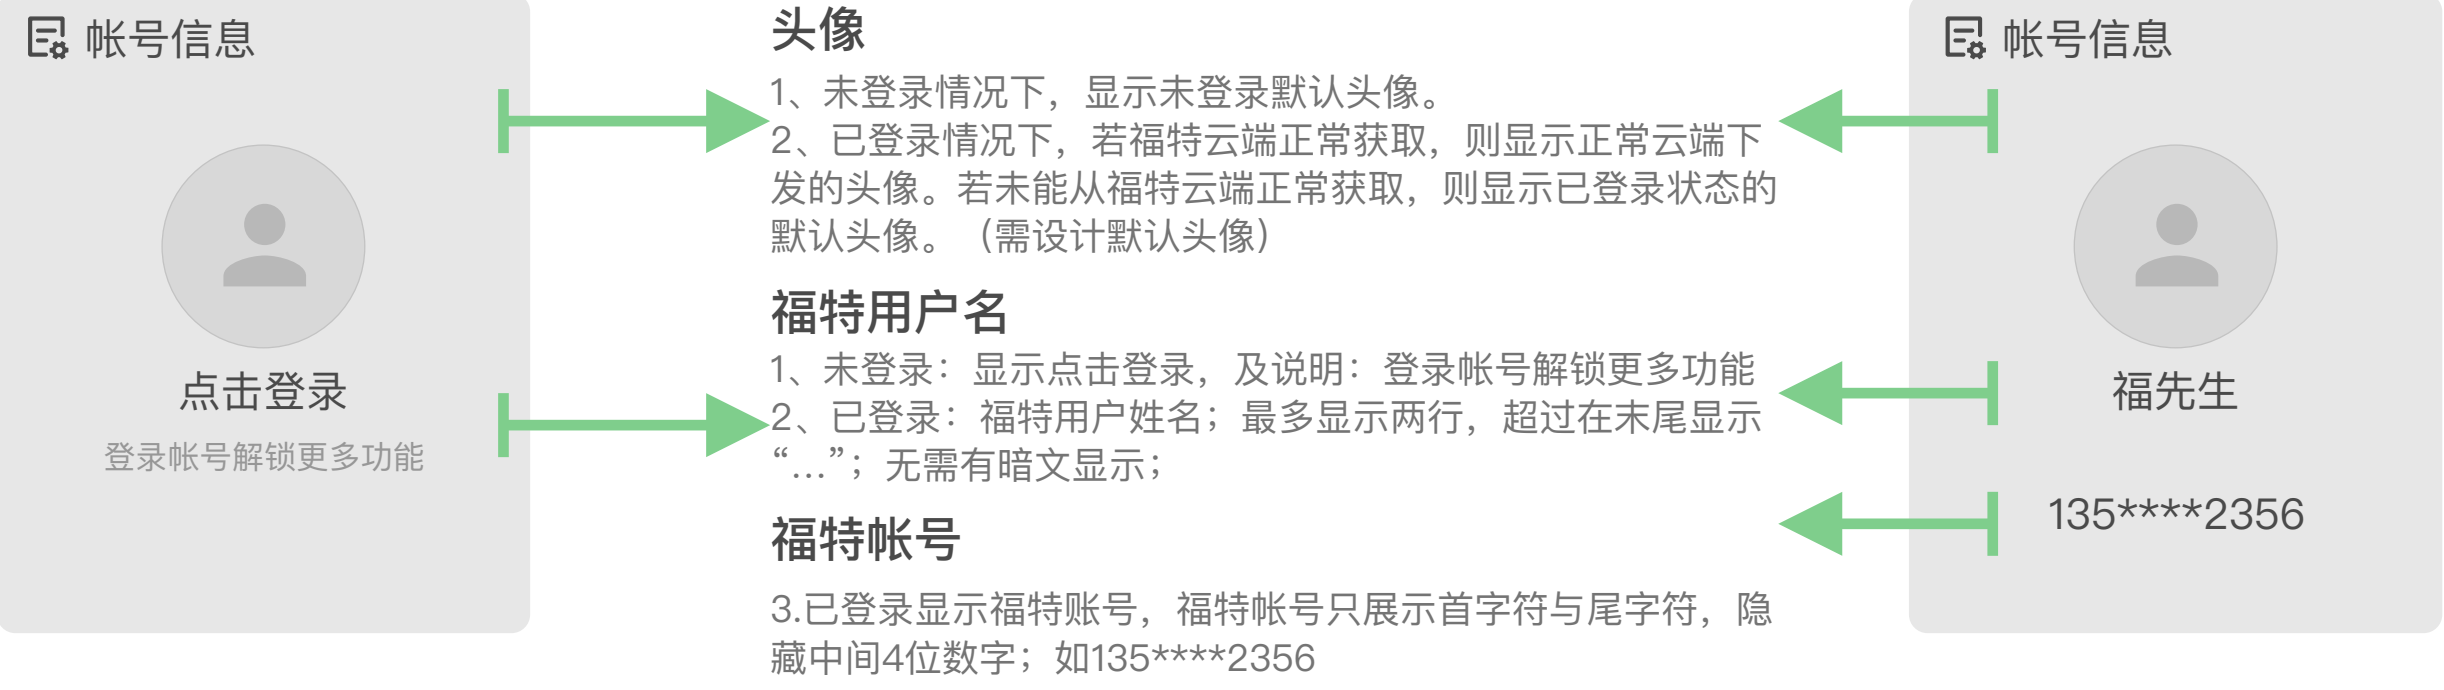 帐号信息
点击登录
登录帐号解锁更多功能
头像
1、未登录情况下，显示未登录默认头像。
2、已登录情况下，若福特云端正常获取，则显示正常云端下
发的头像。若未能从福特云端正常获取，则显示已登录状态的
默认头像。（需设计默认头像）
福特用户名
1、未登录：显示点击登录，及说明：登录帐号解锁更多功能
2、已登录：福特用户姓名；最多显示两行，超过在末尾显示
“...”；无需有暗文显示；
福特帐号
3.已登录显示福特账号，福特帐号只展示首字符与尾字符，隐
藏中间4位数字；如135****2356
帐号信息
福先生
135****2356